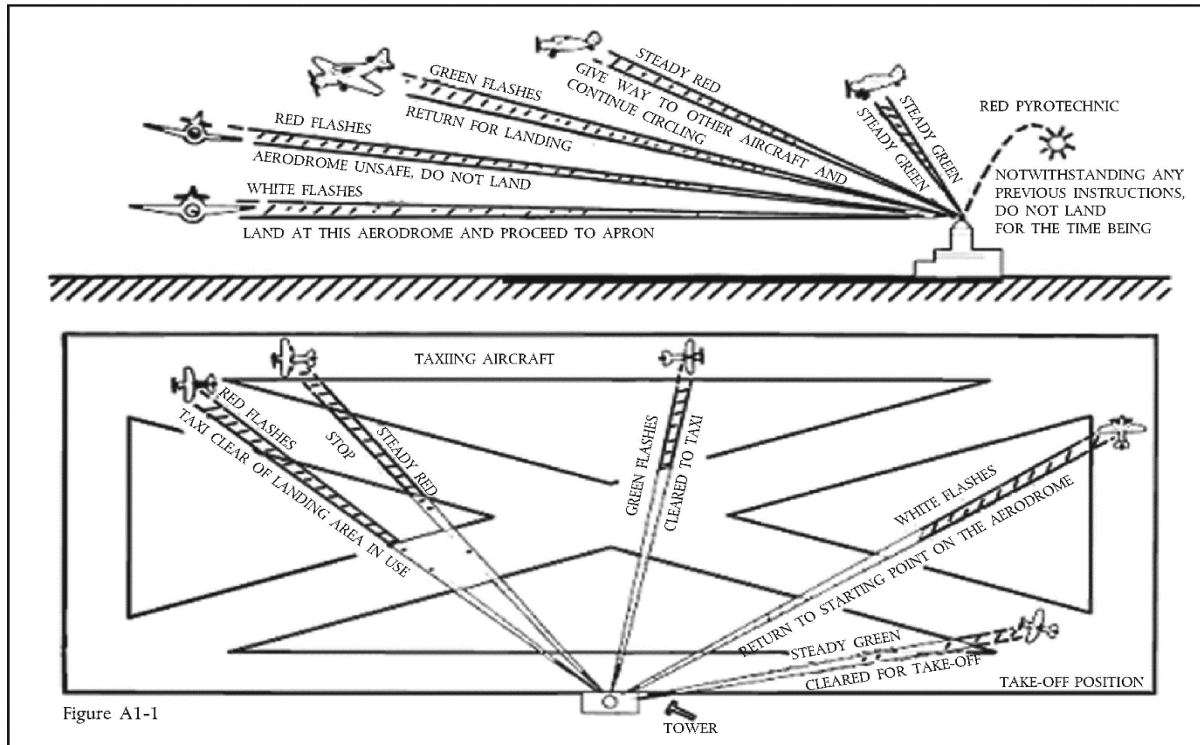 STEADY RED
GIVE WAY TO OTHER AIRCRAFT AND
CONTINUE CIRCLING
GREEN FLASHES
RETURN FOR LANDING
STEADY GREEN
STEADY GREEN
RED PYROTECHNIC
NOTWITHSTANDING ANY
PREVIOUS INSTRUCTIONS,
DO NOT LAND
FOR THE TIME BEING
RED FLASHES
AERODROME UNSAFE, DO NOT LAND
WHITE FLASHES
LAND AT THIS AERODROME AND PROCEED TO APRON
TAXIING AIRCRAFT
RED FLASHES
TAXI CLEAR OF LANDING AREA IN USE
STEADY RED
STOP
GREEN FLASHES
CLEARED TO TAXI
WHITE FLASHES
RETURN TO STARTING POINT ON THE AERODROME
STEADY GREEN
CLEARED FOR TAKE-OFF
TAKE-OFF POSITION
Figure A1-1
TOWER